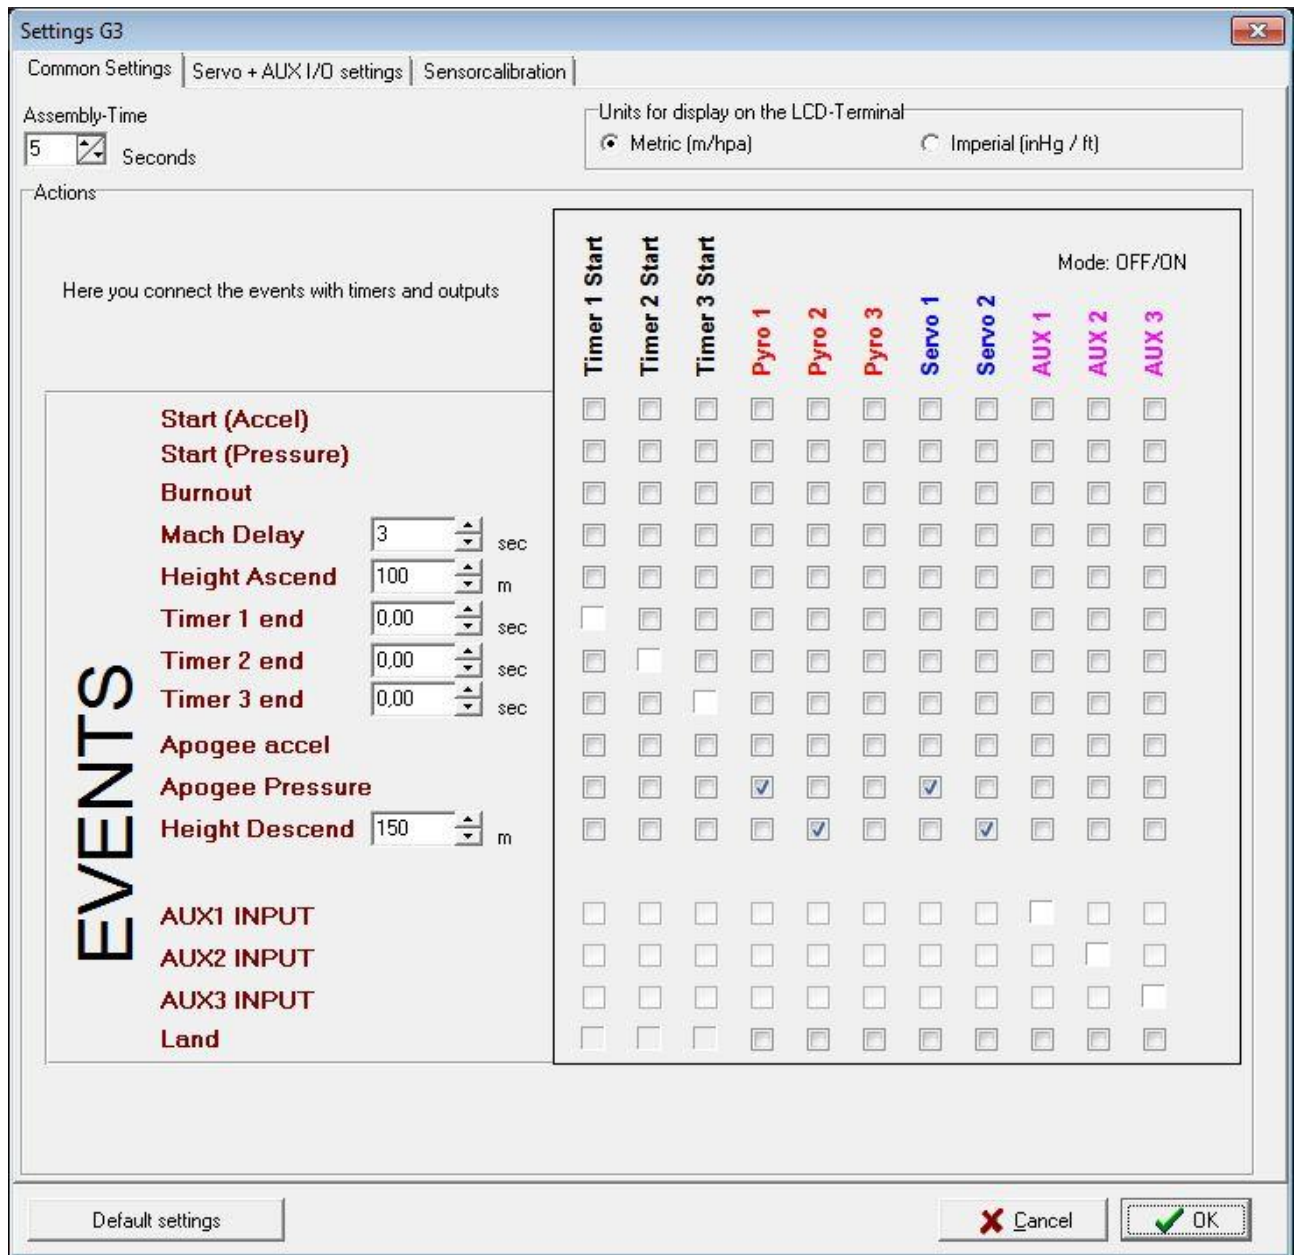 Settings G3
Common Settings Servo + AUX I/O settings Sensorcalibration
Assembly-Time
5 Seconds
Units for display on the LCD-Terminal
Metric (m/hpa) Imperial (inHg / ft)
Actions
Here you connect the events with timers and outputs
Mode: OFF/ON
Timer 1 Start
Timer 2 Start
Timer 3 Start
Pyro 1
Pyro 2
Pyro 3
Servo 1
Servo 2
AUX 1
AUX 2
AUX 3
EVENTS
Start (Accel)
Start (Pressure)
Burnout
Mach Delay 3 sec
Height Ascend 100 m
Timer 1 end 0,00 sec
Timer 2 end 0,00 sec
Timer 3 end 0,00 sec
Apogee accel
Apogee Pressure
Height Descend 150 m
AUX1 INPUT
AUX2 INPUT
AUX3 INPUT
Land
Default settings Cancel OK